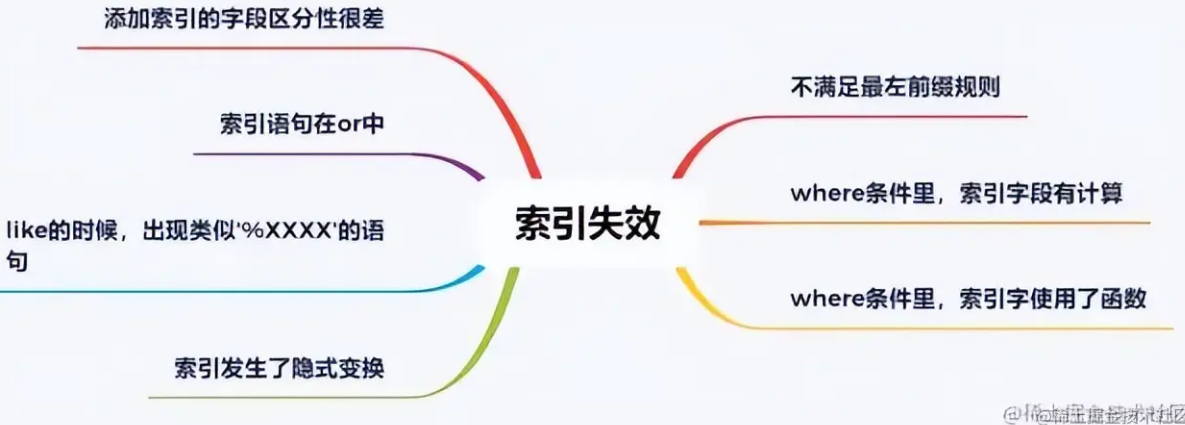 添加索引的字段区分性很差
索引语句在or中
like的时候，出现类似'%XXXX'的语
句
索引发生了隐式变换
索引失效
不满足最左前缀规则
where条件里，索引字段有计算
where条件里，索引字使用了函数
@稀土掘金技术社区